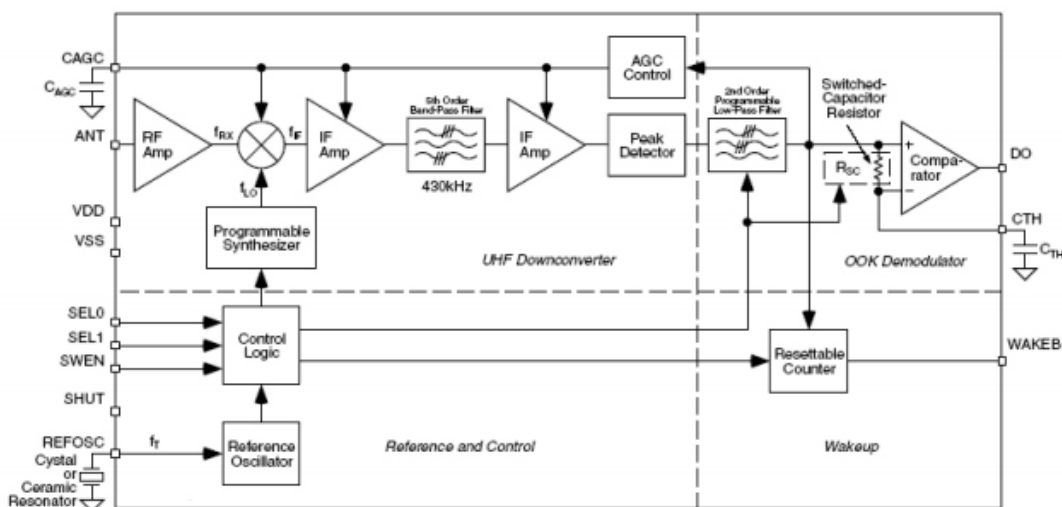 CAGC
CAGC
ANT
VDD
VSS
SEL0
SEL1
SWEN
SHUT
REFOSC
Cystal
or
Ceramic
Resonator
RF
Amp
fRX
fIF
fLO
IF
Amp
5th Order
Band-Pass Filter
430kHz
IF
Amp
AGC
Control
Peak
Detector
Programmable
Synthesizer
UHF Downconverter
2nd Order
Programmable
Low-Pass Filter
Switched-
Capacitor
Resistor
RSC
Compa-
rator
DO
CTH
CTH
OOK Demodulator
Control
Logic
fT
Reference
Oscillator
Reference and Control
Resettable
Counter
WAKEB
Wakeup